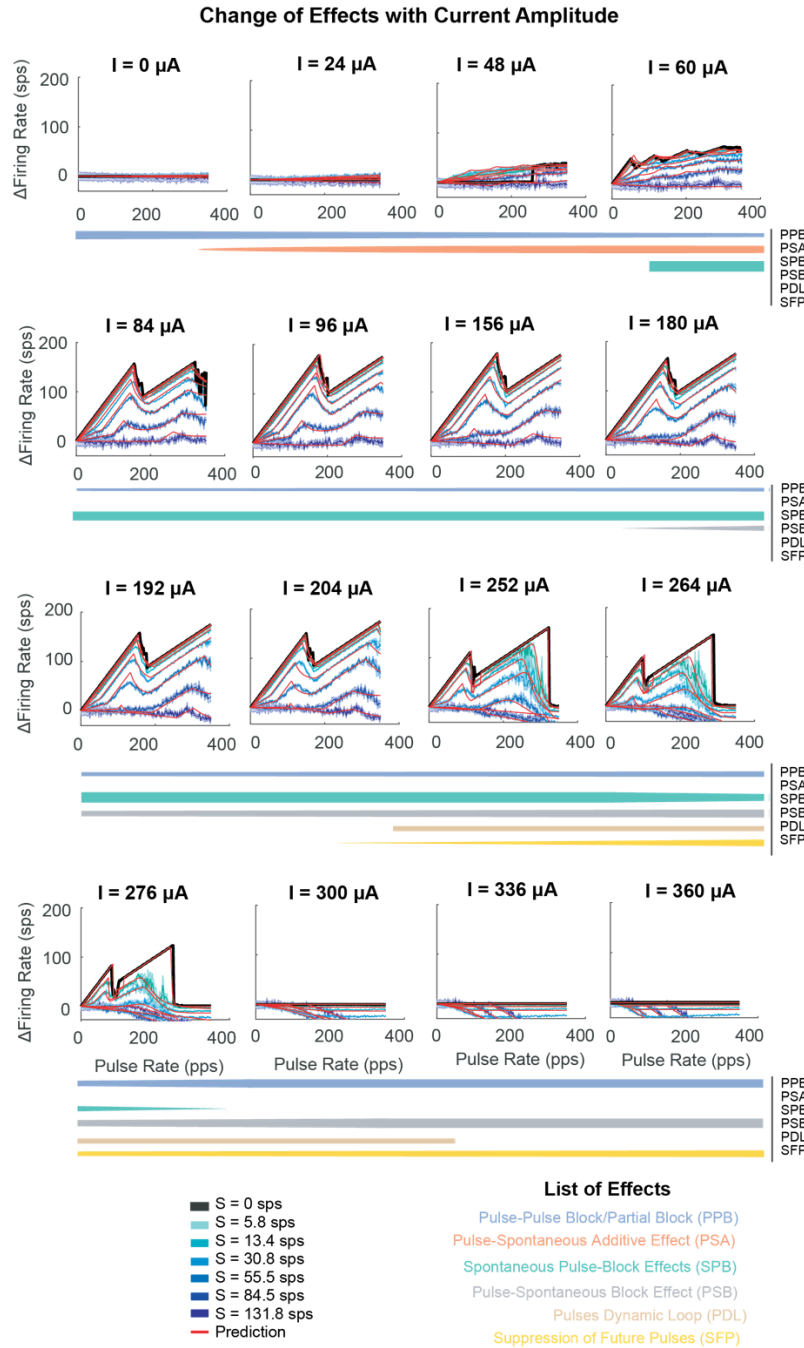 Change of Effects with Current Amplitude
I = 0 µA
I = 24 µA
I = 48 µA
I = 60 µA
ΔFiring Rate (sps)
200
100
0
0
200
400
0
200
400
0
200
400
0
200
400
PPB
PSA
SPB
PSB
PDL
SFP
I = 84 µA
I = 96 µA
I = 156 µA
I = 180 µA
ΔFiring Rate (sps)
200
100
0
0
200
400
0
200
400
0
200
400
0
200
400
PPB
PSA
SPB
PSB
PDL
SFP
I = 192 µA
I = 204 µA
I = 252 µA
I = 264 µA
ΔFiring Rate (sps)
200
100
0
0
200
400
0
200
400
0
200
400
0
200
400
PPB
PSA
SPB
PSB
PDL
SFP
I = 276 µA
I = 300 µA
I = 336 µA
I = 360 µA
ΔFiring Rate (sps)
200
100
0
0
200
400
0
200
400
0
200
400
0
200
400
Pulse Rate (pps)
Pulse Rate (pps)
Pulse Rate (pps)
Pulse Rate (pps)
PPB
PSA
SPB
PSB
PDL
SFP
S = 0 sps
S = 5.8 sps
S = 13.4 sps
S = 30.8 sps
S = 55.5 sps
S = 84.5 sps
S = 131.8 sps
Prediction
List of Effects
Pulse-Pulse Block/Partial Block (PPB)
Pulse-Spontaneous Additive Effect (PSA)
Spontaneous Pulse-Block Effects (SPB)
Pulse-Spontaneous Block Effect (PSB)
Pulses Dynamic Loop (PDL)
Suppression of Future Pulses (SFP)